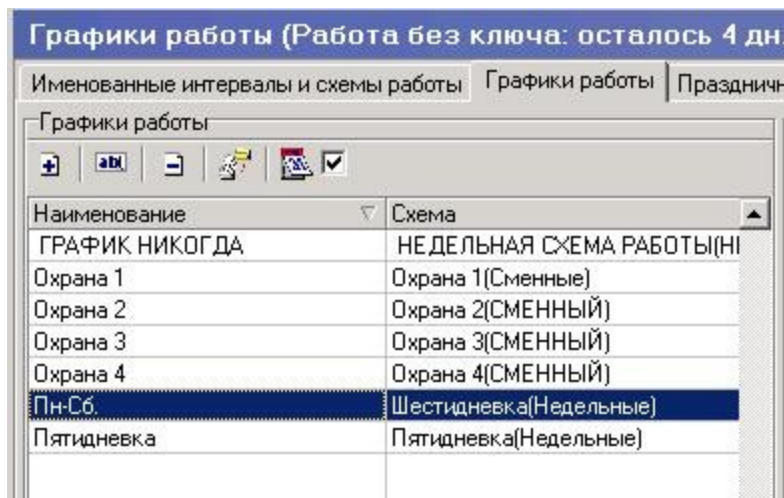 Графики работы (Работа без ключа: осталось 4 дн
Именованные интервалы и схемы работы Графики работы Праздничн
Графики работы
Наименование Схема
ГРАФИК НИКОГДА НЕДЕЛЬНАЯ СХЕМА РАБОТЫ(НЕ
Охрана 1 Охрана 1(Сменные)
Охрана 2 Охрана 2(СМЕННЫЙ)
Охрана 3 Охрана 3(СМЕННЫЙ)
Охрана 4 Охрана 4(СМЕННЫЙ)
Пн-Сб. Шестидневка(Недельные)
Пятидневка Пятидневка(Недельные)